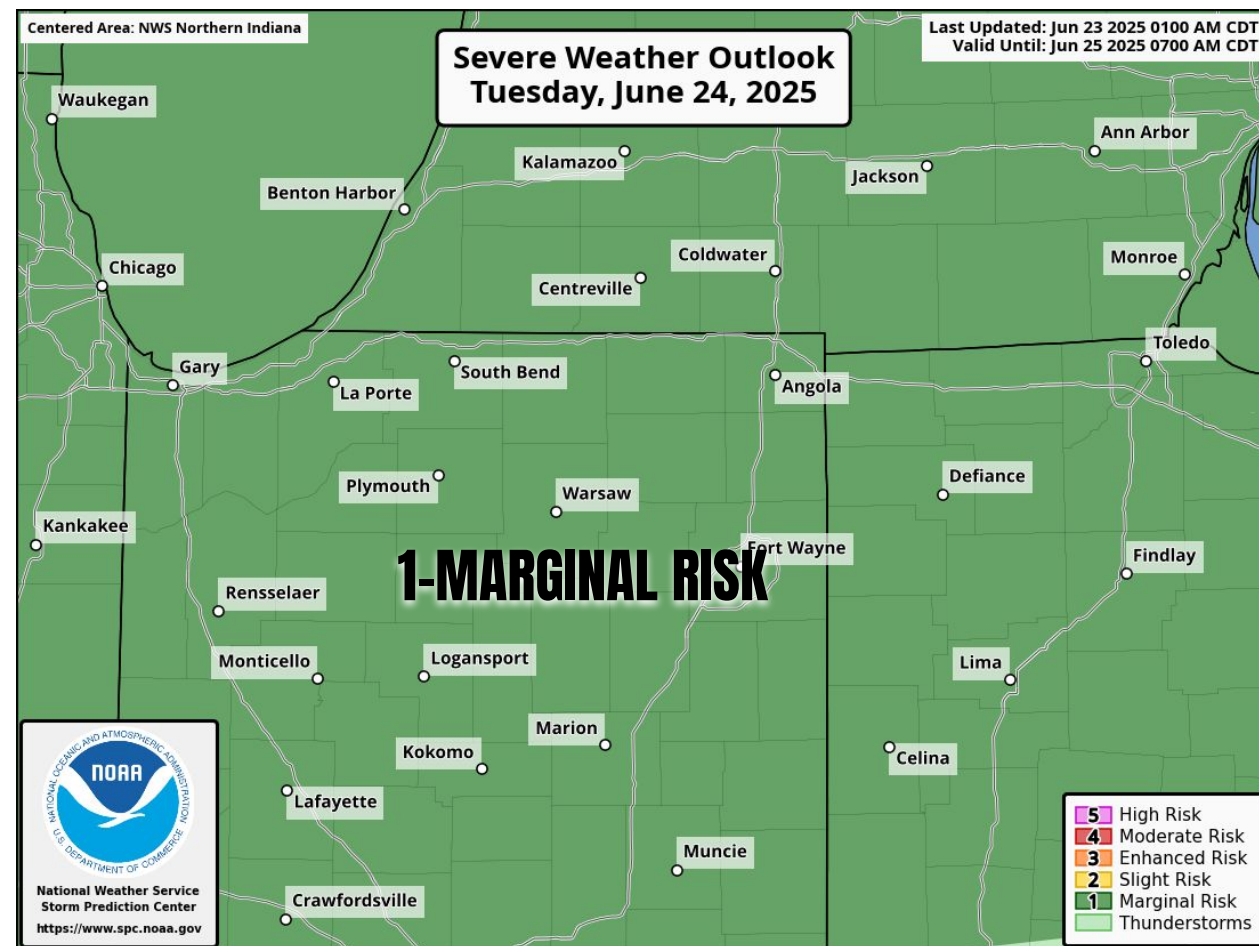 Centered Area: NWS Northern Indiana
Last Updated: Jun 23 2025 0100 AM CDT
Valid Until: Jun 25 2025 0700 AM CDT
Severe Weather Outlook
Tuesday, June 24, 2025
Waukegan
Ann Arbor
Kalamazoo
Jackson
Benton Harbor
Coldwater
Monroe
Chicago
Centreville
Toledo
Gary
South Bend
Angola
La Porte
Defiance
Plymouth
Warsaw
Kankakee
Fort Wayne
Findlay
1-MARGINAL RISK
Rensselaer
Monticello
Logansport
Lima
Marion
Kokomo
Celina
Lafayette
Muncie
Crawfordsville
NATIONAL OCEANIC AND ATMOSPHERIC ADMINISTRATION
NOAA
U.S. DEPARTMENT OF COMMERCE
National Weather Service
Storm Prediction Center
https://www.spc.noaa.gov
5 High Risk
4 Moderate Risk
3 Enhanced Risk
2 Slight Risk
1 Marginal Risk
Thunderstorms